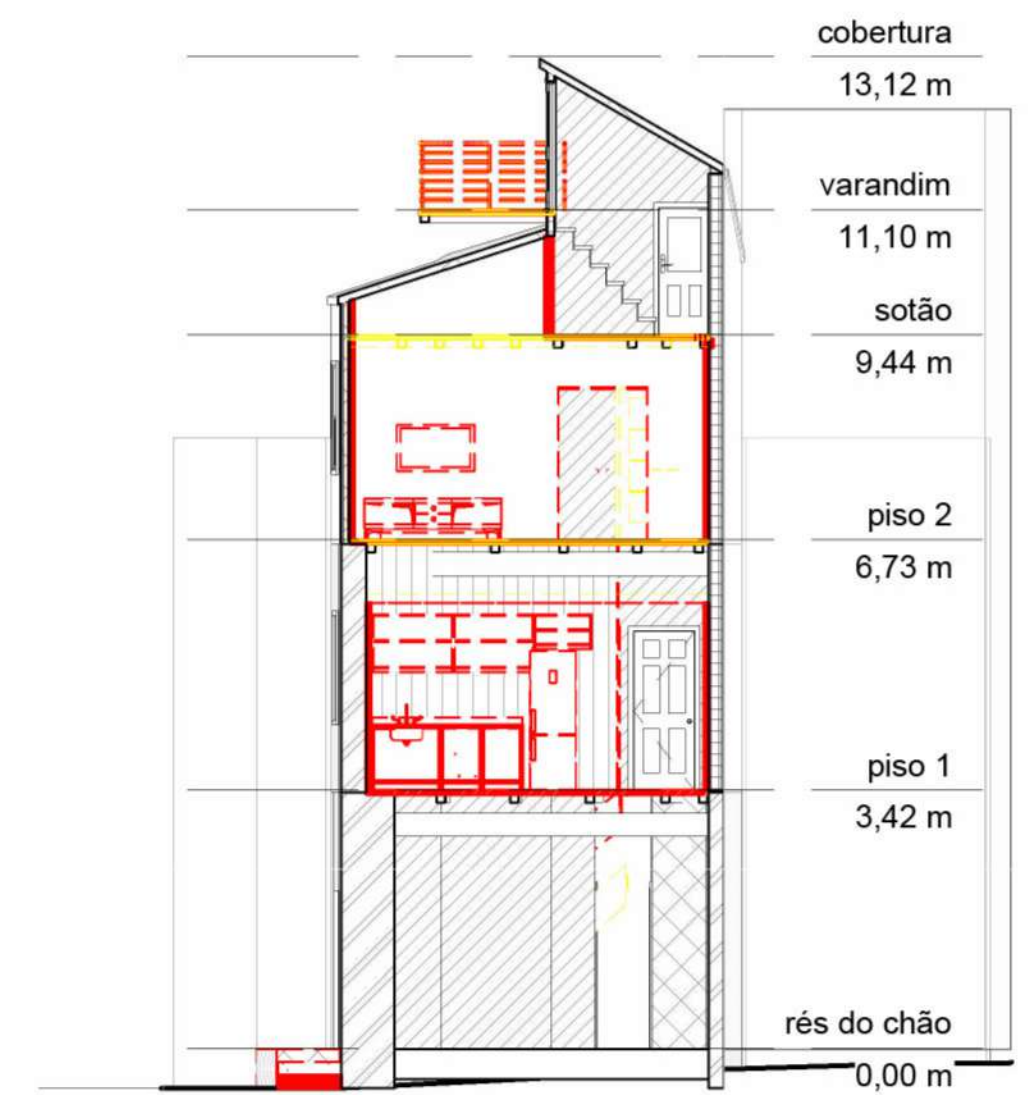 cobertura
13,12 m
varandim
11,10 m
sotão
9,44 m
piso 2
6,73 m
piso 1
3,42 m
rés do chão
0,00 m